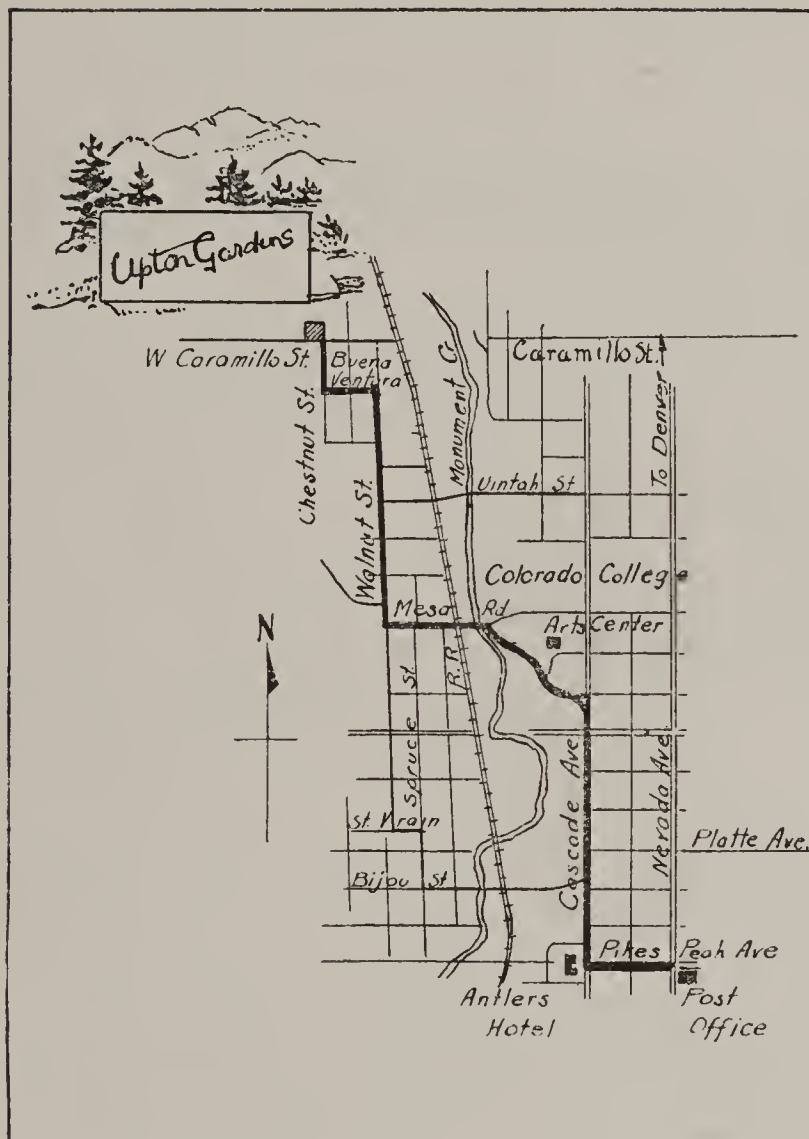 Upton Gardens
W Caramillo St.
Buena
Ventura
Caramillo St.
Chestnut St.
Walnut St.
Monument Cr
To Denver
Uintah St
Colorado College
Mesa Rd
Arts Center
N
R.R
Spruce St
St. Vrain
Bijou St
Cascade Ave
Nevada Ave
Platte Ave.
Pikes Peak Ave
Antlers
Hotel
Post
Office